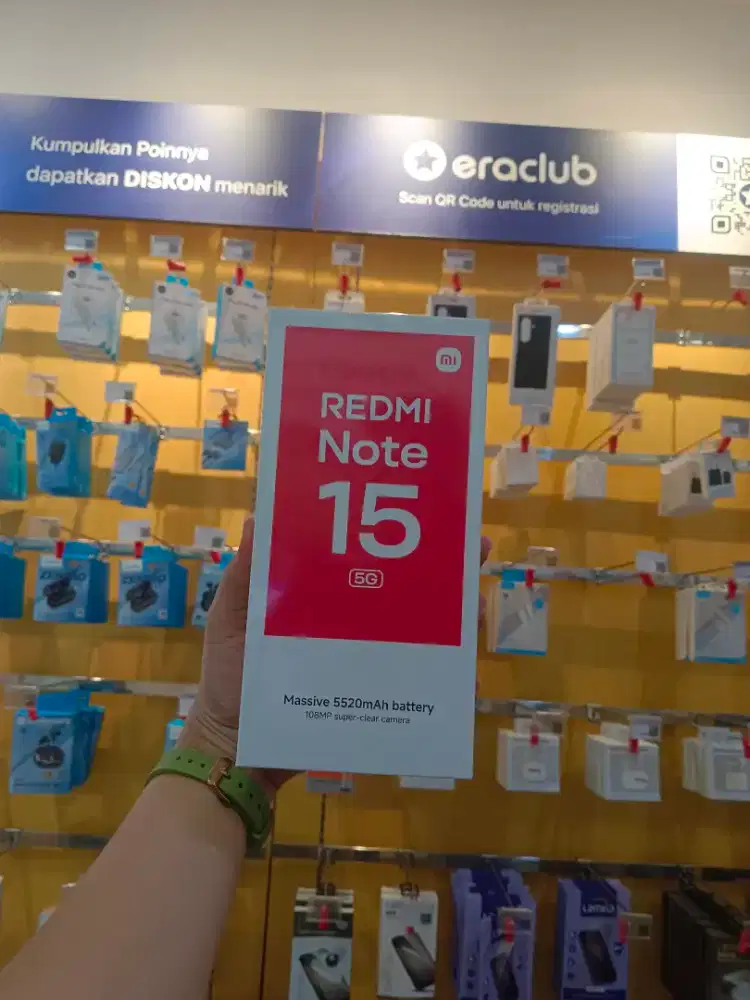 Kumpulkan Poinnya
dapatkan DISKON menarik
eraclub
Scan QR Code untuk registrasi
mi
REDMI
Note
15
5G
Massive 5520mAh battery
108MP super-clear camera